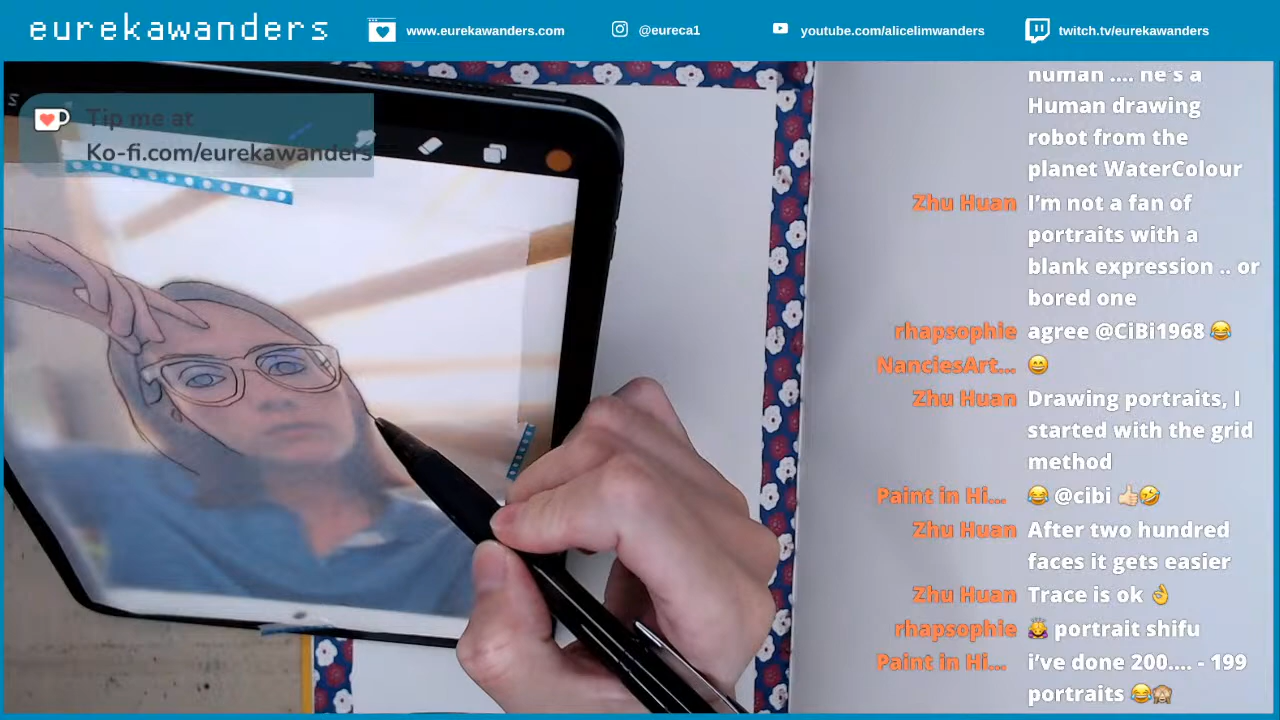 eurekawanders
www.eurekawanders.com
@eureca1
youtube.com/alicelimwanders
twitch.tv/eurekawanders
Tip me at
Ko-fi.com/eurekawanders
human .... he's a
Human drawing
robot from the
planet WaterColour
Zhu Huan I'm not a fan of
portraits with a
blank expression .. or
bored one
rhapsophie agree @CiBi1968 😂
NanciesArt... 😄
Zhu Huan Drawing portraits, I
started with the grid
method
Paint in Hi... 😂 @cibi 👍🏻🤣
Zhu Huan After two hundred
faces it gets easier
Zhu Huan Trace is ok 👌
rhapsophie 🙇‍♀️ portrait shifu
Paint in Hi... i've done 200.... - 199
portraits 😂🙈